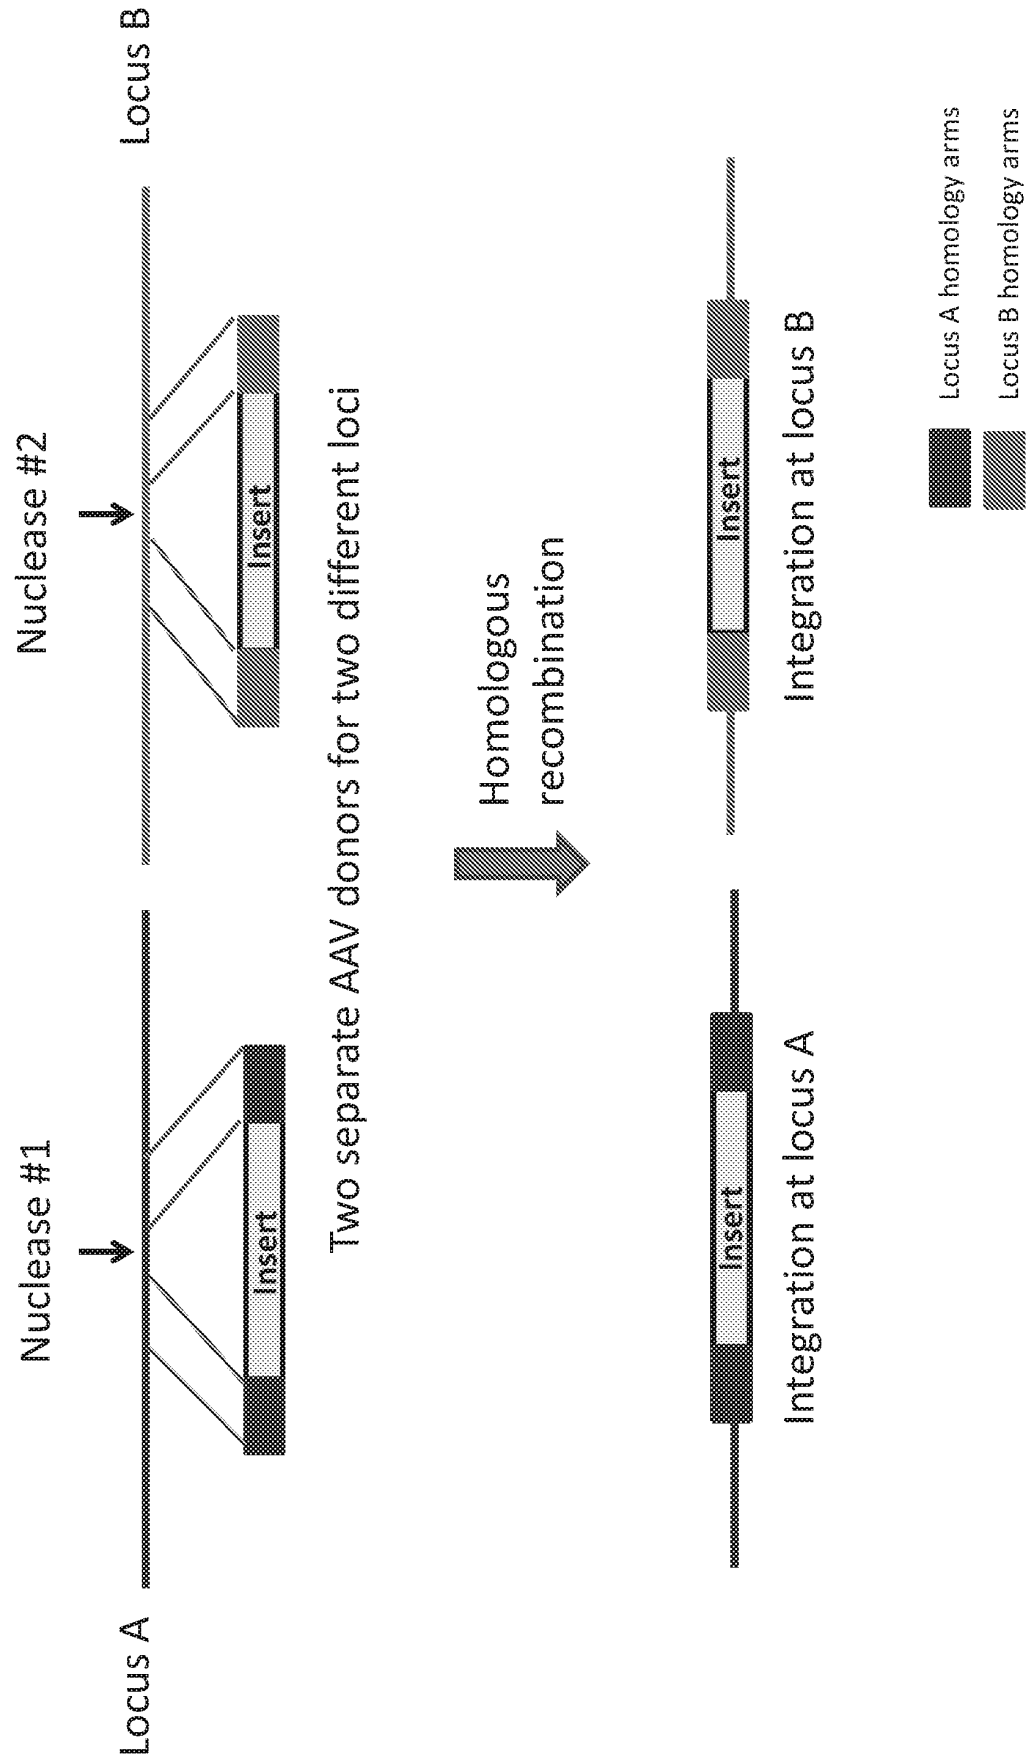 Nuclease #1
Nuclease #2
Locus A
Locus B
Insert
Insert
Two separate AAV donors for two different loci
Homologous
recombination
Insert
Insert
Integration at locus A
Integration at locus B
Locus A homology arms
Locus B homology arms